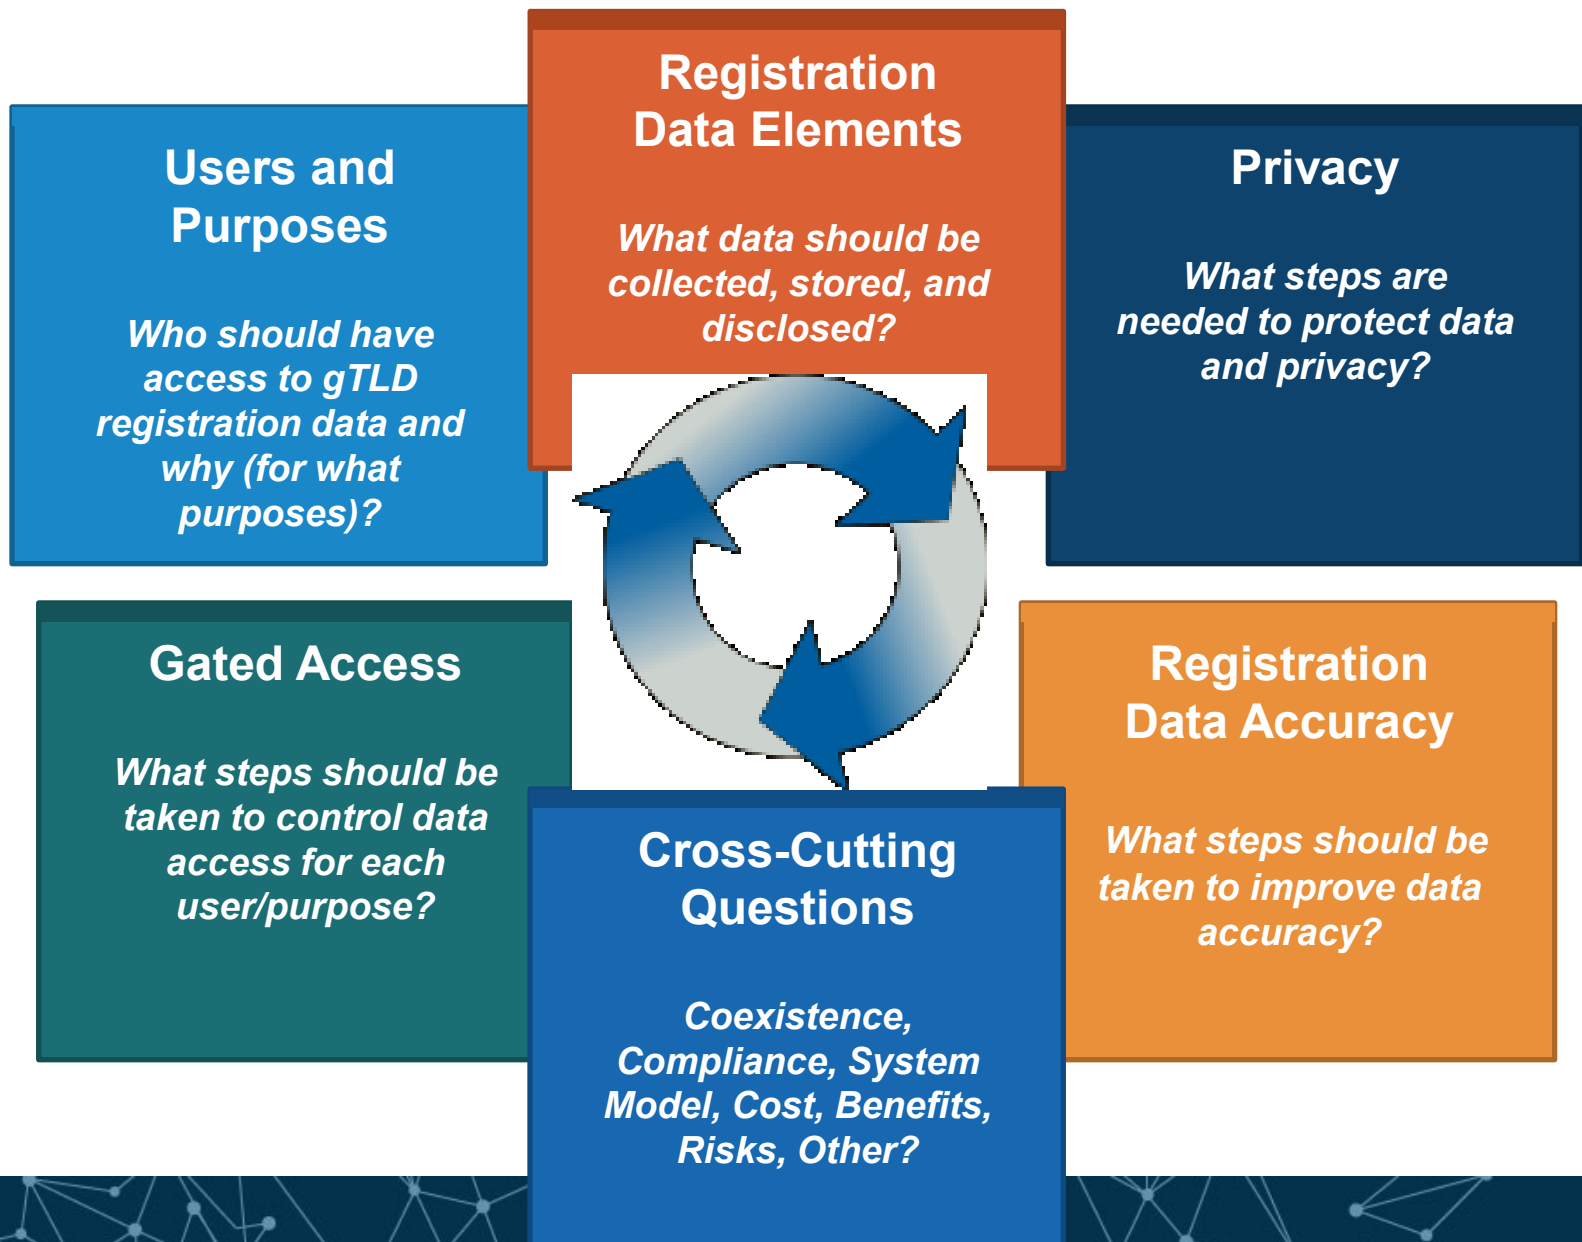 Registration
Data Elements
What data should be
collected, stored, and
disclosed?
Users and
Purposes
Who should have
access to gTLD
registration data and
why (for what
purposes)?
Privacy
What steps are
needed to protect data
and privacy?
Gated Access
What steps should be
taken to control data
access for each
user/purpose?
Cross-Cutting
Questions
Coexistence,
Compliance, System
Model, Cost, Benefits,
Risks, Other?
Registration
Data Accuracy
What steps should be
taken to improve data
accuracy?